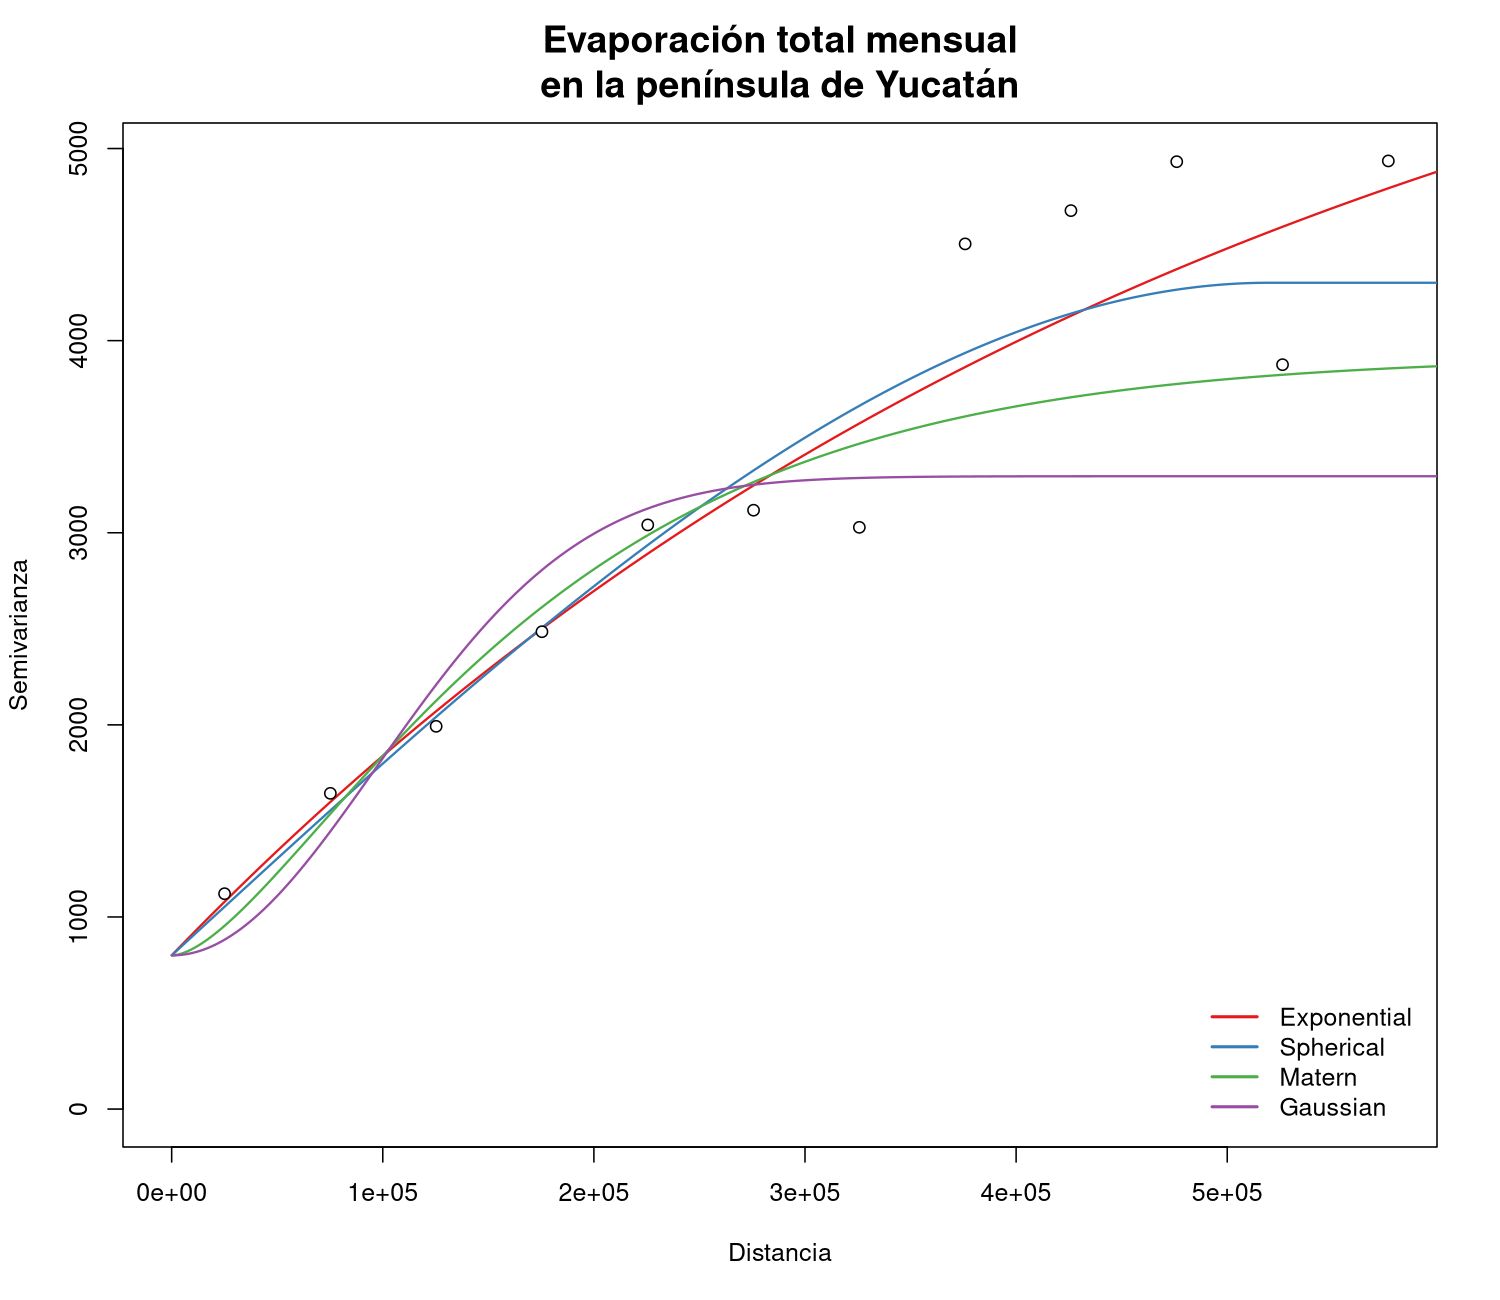 Evaporación total mensual
en la península de Yucatán
Semivarianza
5000
4000
3000
2000
1000
0
Exponential
Spherical
Matern
Gaussian
0e+00 1e+05 2e+05 3e+05 4e+05 5e+05
Distancia